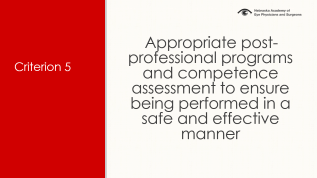 Nebraska Academy of
Eye Physicians and Surgeons
Criterion 5
Appropriate post-
professional programs
and competence
assessment to ensure
being performed in a
safe and effective
manner